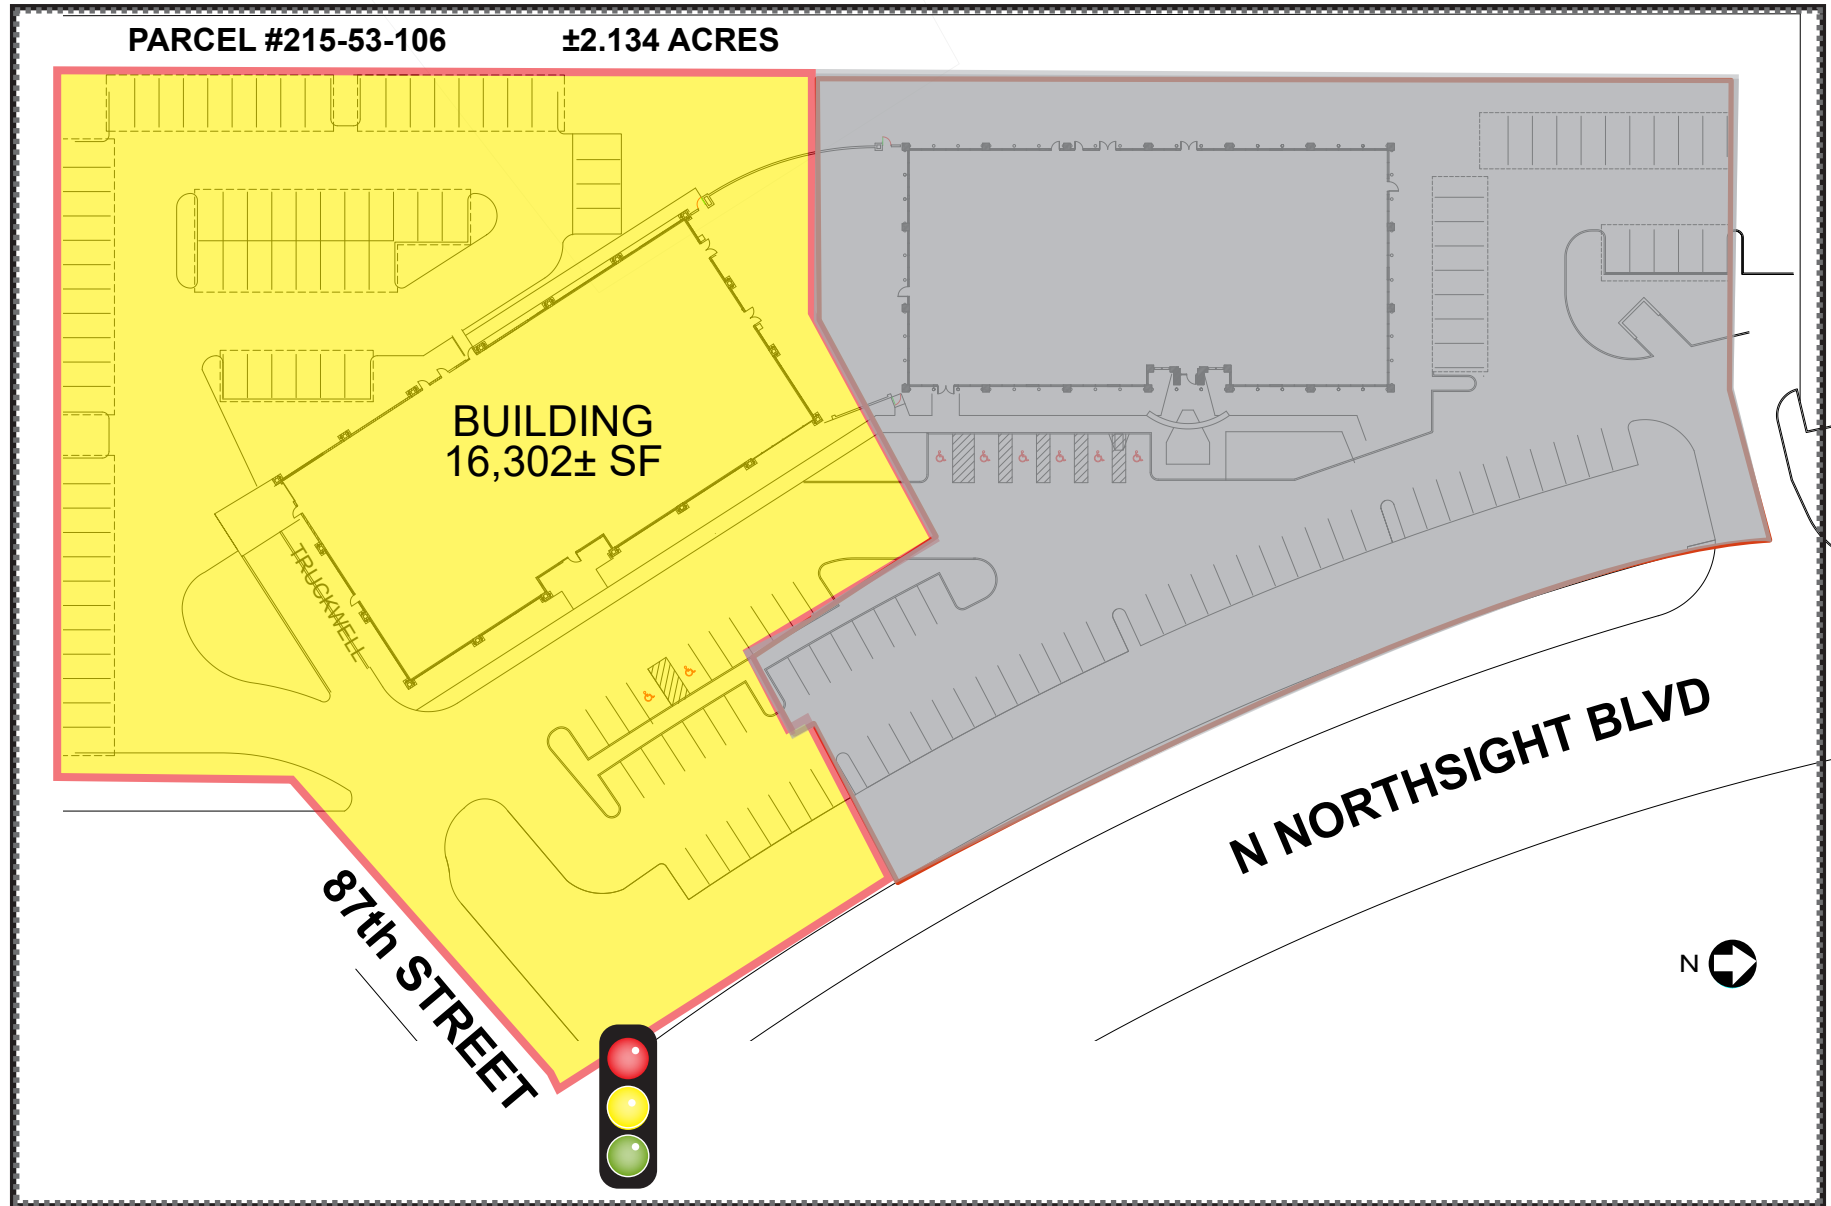 PARCEL #215-53-106 ±2.134 ACRES
BUILDING
16,302± SF
TRUCKWELL
N NORTHSIGHT BLVD
87th STREET
N